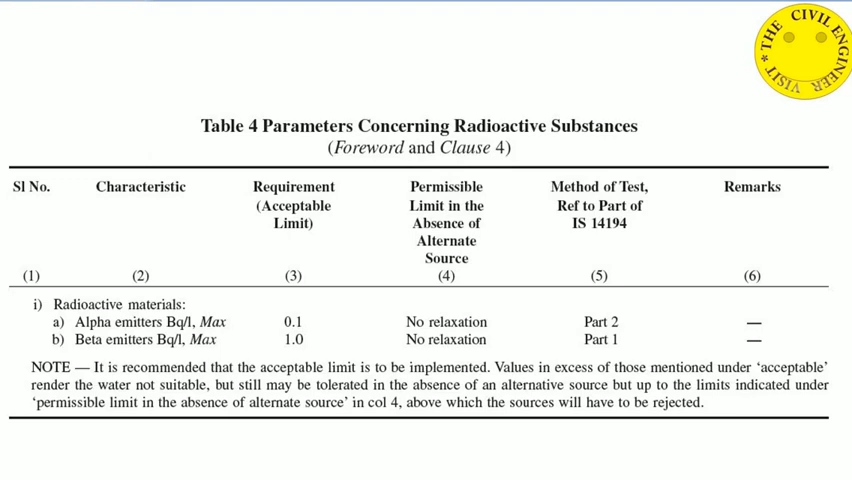 THE CIVIL ENGINEER
VISIT *
Table 4 Parameters Concerning Radioactive Substances
(Foreword and Clause 4)
Sl No. Characteristic Requirement (Acceptable Limit) Permissible Limit in the Absence of Alternate Source Method of Test, Ref to Part of IS 14194 Remarks
(1) (2) (3) (4) (5) (6)
i) Radioactive materials:
a) Alpha emitters Bq/l, Max 0.1 No relaxation Part 2 —
b) Beta emitters Bq/l, Max 1.0 No relaxation Part 1 —
NOTE — It is recommended that the acceptable limit is to be implemented. Values in excess of those mentioned under ‘acceptable’
render the water not suitable, but still may be tolerated in the absence of an alternative source but up to the limits indicated under
‘permissible limit in the absence of alternate source’ in col 4, above which the sources will have to be rejected.